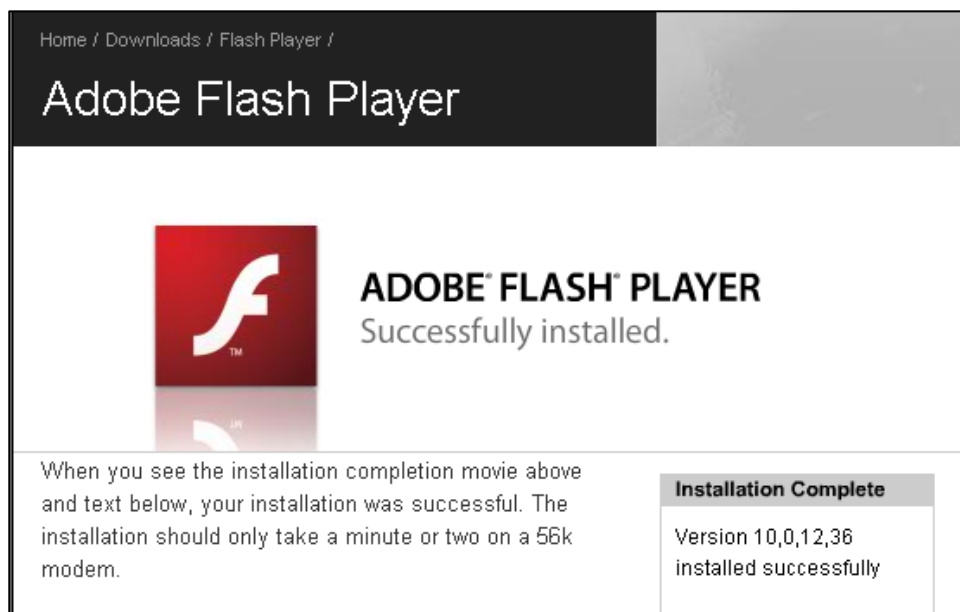 Home / Downloads / Flash Player /
Adobe Flash Player
TM
ADOBE® FLASH® PLAYER
Successfully installed.
When you see the installation completion movie above
and text below, your installation was successful. The
installation should only take a minute or two on a 56k
modem.
Installation Complete
Version 10,0,12,36
installed successfully